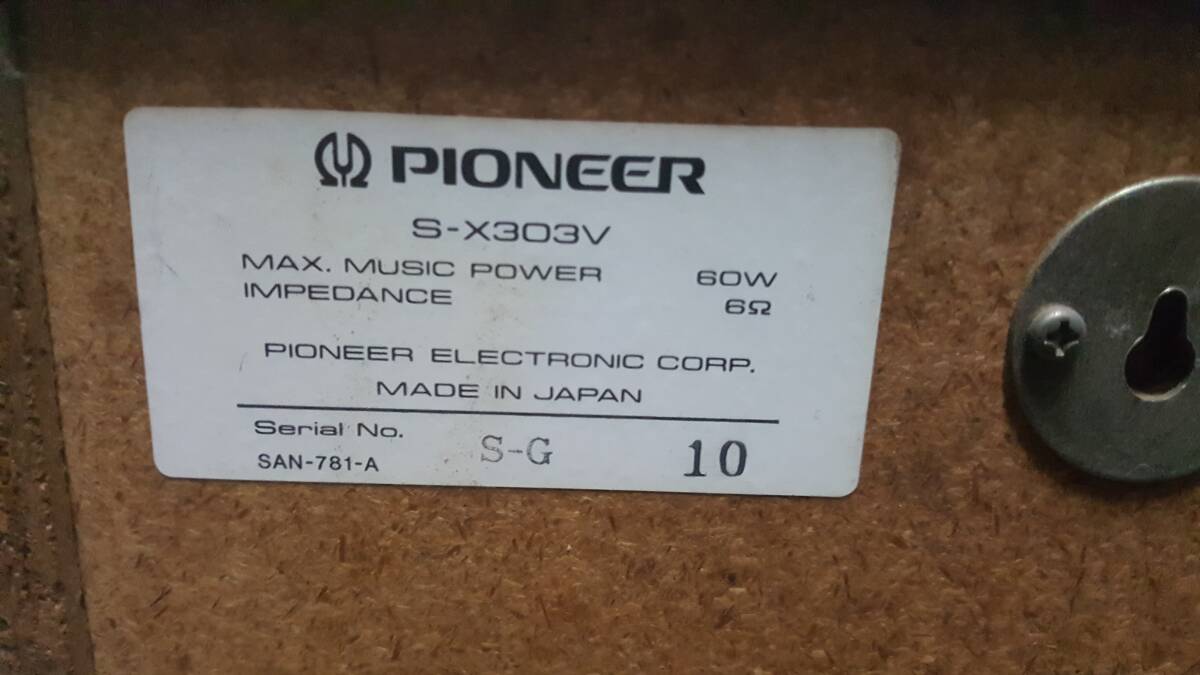 PIONEER
S-X303V
MAX. MUSIC POWER 60W
IMPEDANCE 6Ω
PIONEER ELECTRONIC CORP.
MADE IN JAPAN
Serial No. S-G 10
SAN-781-A